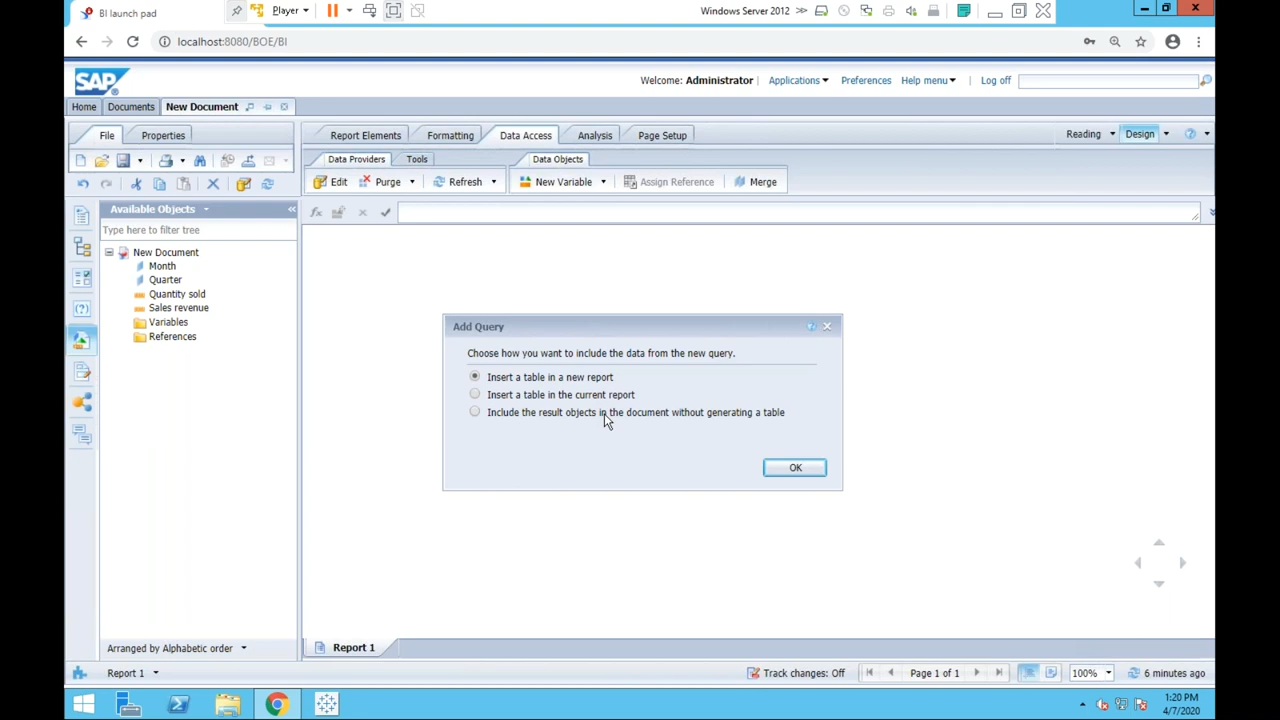 BI launch pad
Player
Windows Server 2012
localhost:8080/BOE/BI
SAP
Welcome: Administrator
Applications
Preferences
Help menu
Log off
Home
Documents
New Document
File
Properties
Report Elements
Formatting
Data Access
Analysis
Page Setup
Reading
Design
Data Providers
Tools
Data Objects
Edit
Purge
Refresh
New Variable
Assign Reference
Merge
Available Objects
Type here to filter tree
New Document
Month
Quarter
Quantity sold
Sales revenue
Variables
References
Add Query
Choose how you want to include the data from the new query.
Insert a table in a new report
Insert a table in the current report
Include the result objects in the document without generating a table
OK
Arranged by Alphabetic order
Report 1
Report 1
Track changes: Off
Page 1 of 1
100%
6 minutes ago
1:20 PM
4/7/2020